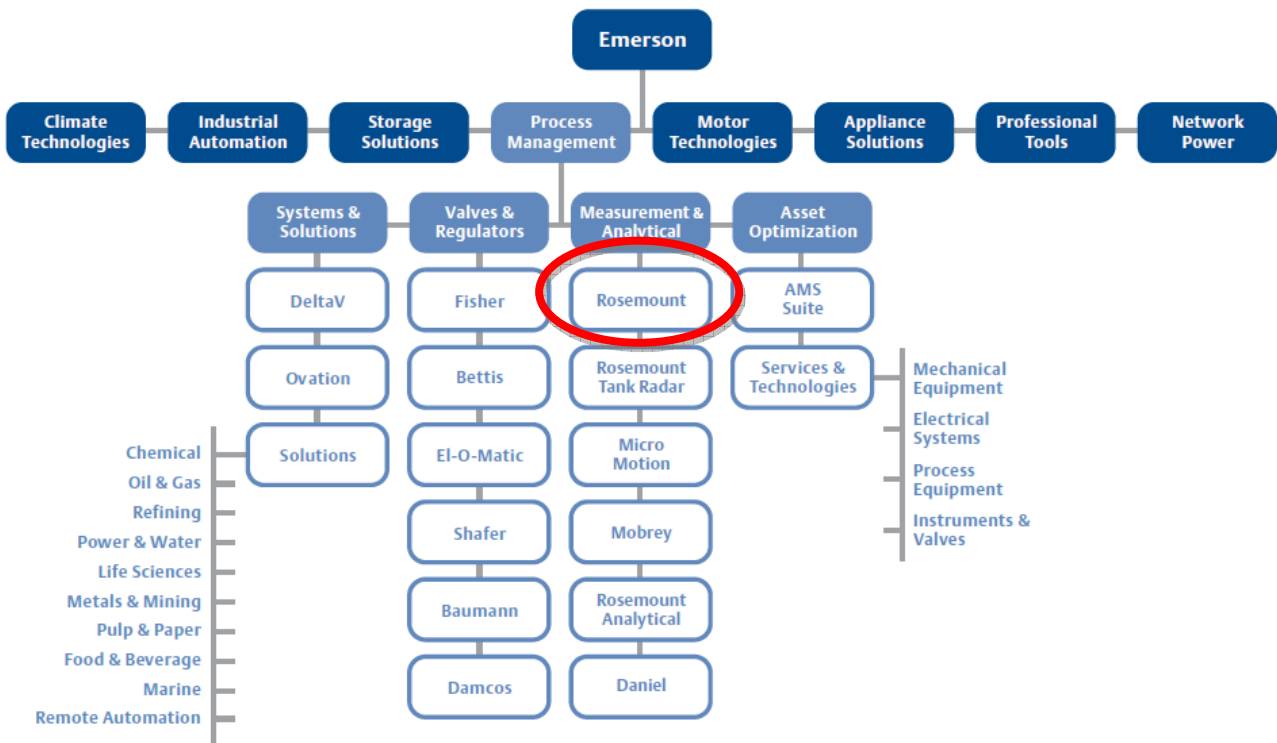 Emerson
Climate
Technologies
Industrial
Automation
Storage
Solutions
Process
Management
Motor
Technologies
Appliance
Solutions
Professional
Tools
Network
Power
Systems &
Solutions
Valves &
Regulators
Measurement &
Analytical
Asset
Optimization
DeltaV
Fisher
Rosemount
AMS
Suite
Ovation
Bettis
Rosemount
Tank Radar
Services &
Technologies
Mechanical
Equipment
Electrical
Systems
Process
Equipment
Instruments &
Valves
Solutions
El-O-Matic
Micro
Motion
Chemical
Oil & Gas
Refining
Power & Water
Life Sciences
Metals & Mining
Pulp & Paper
Food & Beverage
Marine
Remote Automation
Shafer
Mobrey
Baumann
Rosemount
Analytical
Damcos
Daniel